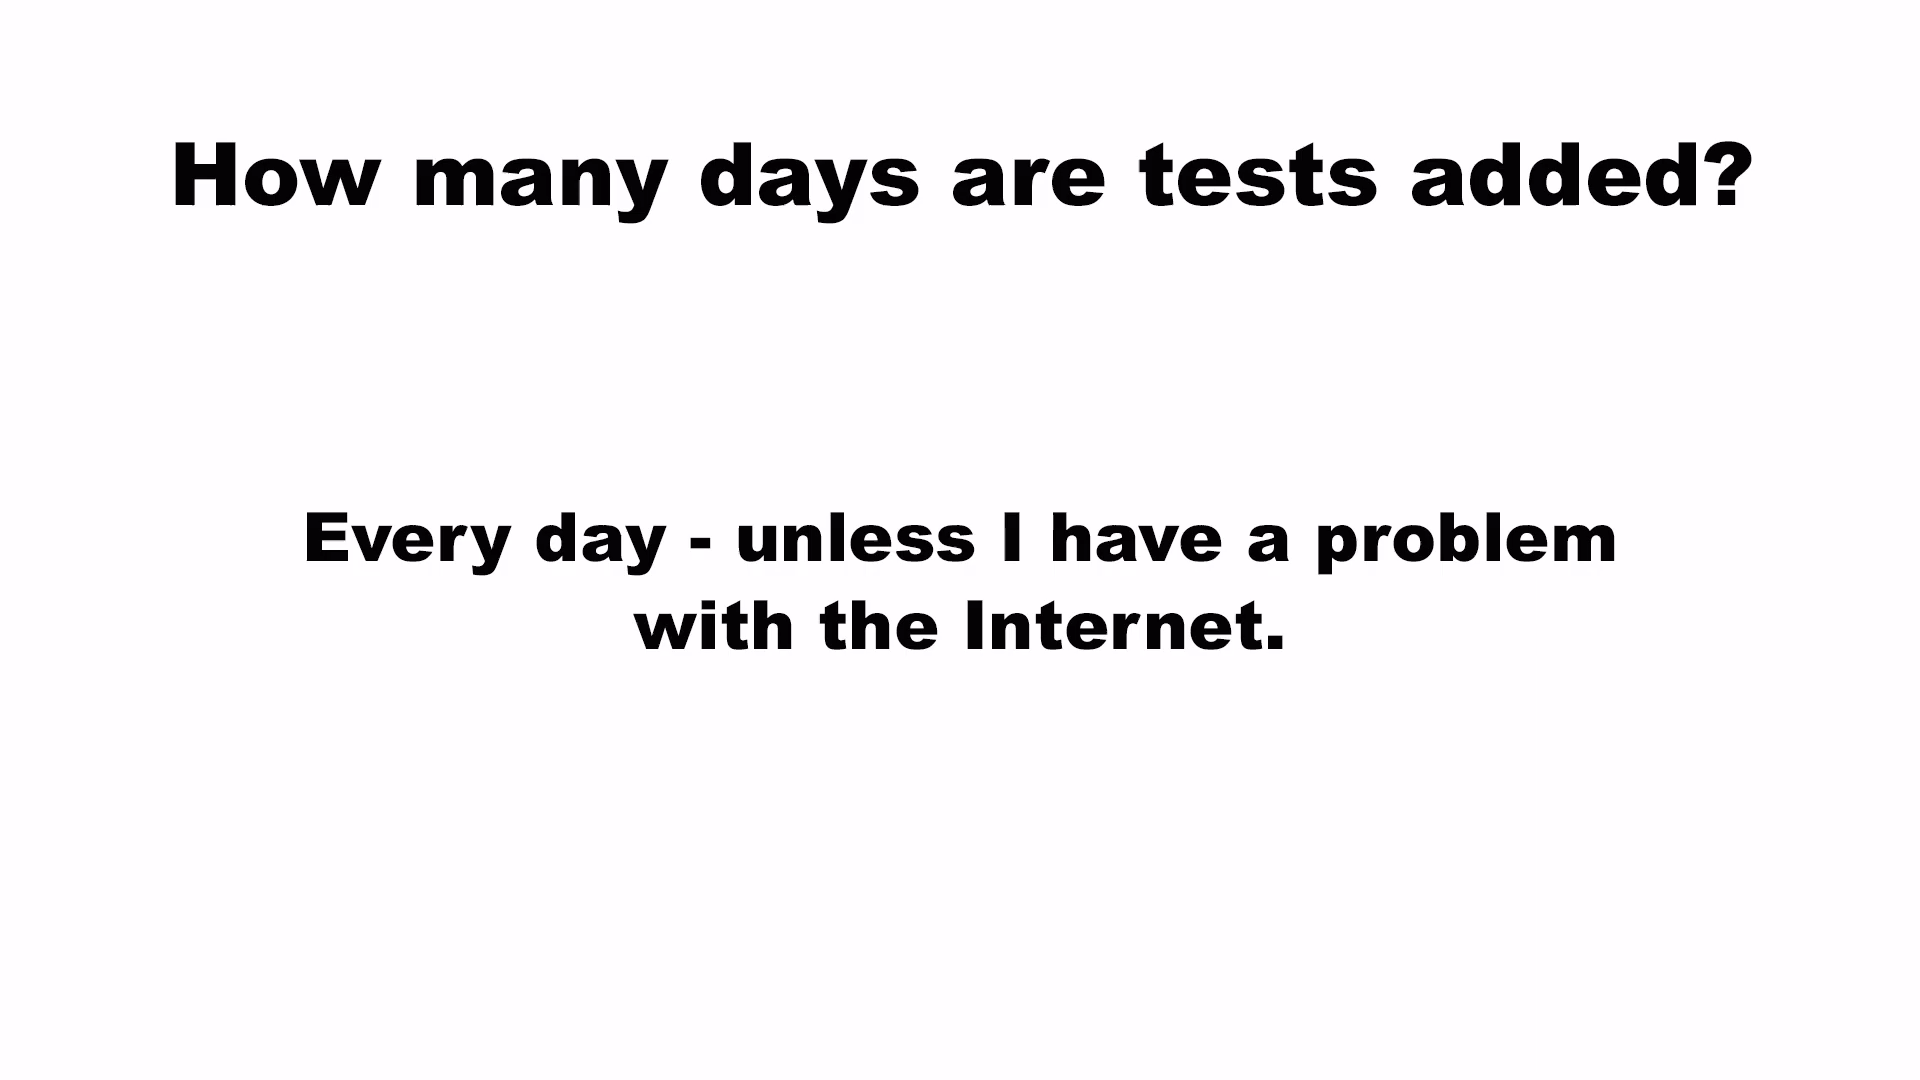 How many days are tests added?
Every day - unless I have a problem
with the Internet.